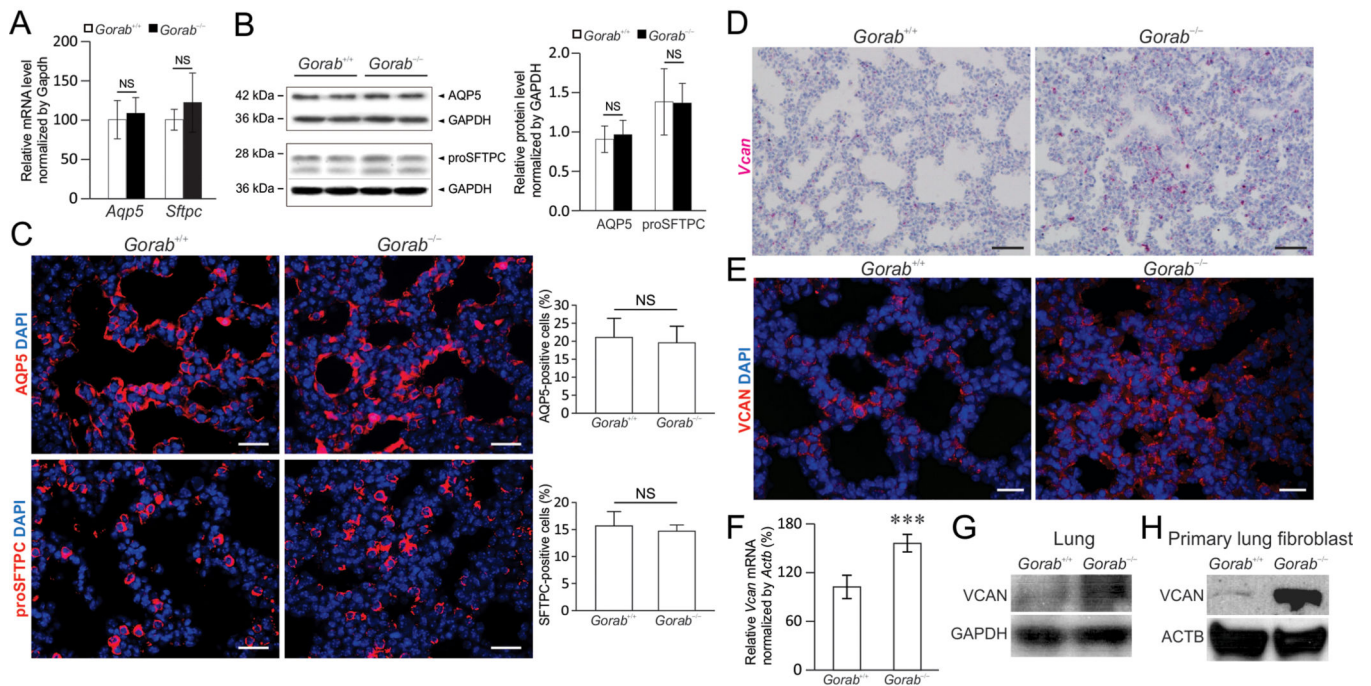 A
Gorab+/+ Gorab−/−
Relative mRNA level
normalized by Gapdh
200
150
100
50
0
NS
NS
Aqp5 Sftpc
B
Gorab+/+ Gorab−/−
42 kDa
AQP5
36 kDa
GAPDH
28 kDa
proSFTPC
36 kDa
GAPDH
Gorab+/+ Gorab−/−
Relative protein level
normalized by GAPDH
2.0
1.5
1.0
0.5
0.0
NS
NS
AQP5 proSFTPC
C
Gorab+/+ Gorab−/−
AQP5 DAPI
AQP5-positive cells (%)
30
25
20
15
10
5
0
NS
Gorab+/+ Gorab−/−
proSFTPC DAPI
SFTPC-positive cells (%)
20
15
10
5
0
NS
Gorab+/+ Gorab−/−
D
Gorab+/+ Gorab−/−
Vcan
E
Gorab+/+ Gorab−/−
VCAN DAPI
F
Relative Vcan mRNA
normalized by Actb (%)
180
120
60
0
***
Gorab+/+ Gorab−/−
G
Lung
Gorab+/+ Gorab−/−
VCAN
GAPDH
H
Primary lung fibroblast
Gorab+/+ Gorab−/−
VCAN
ACTB